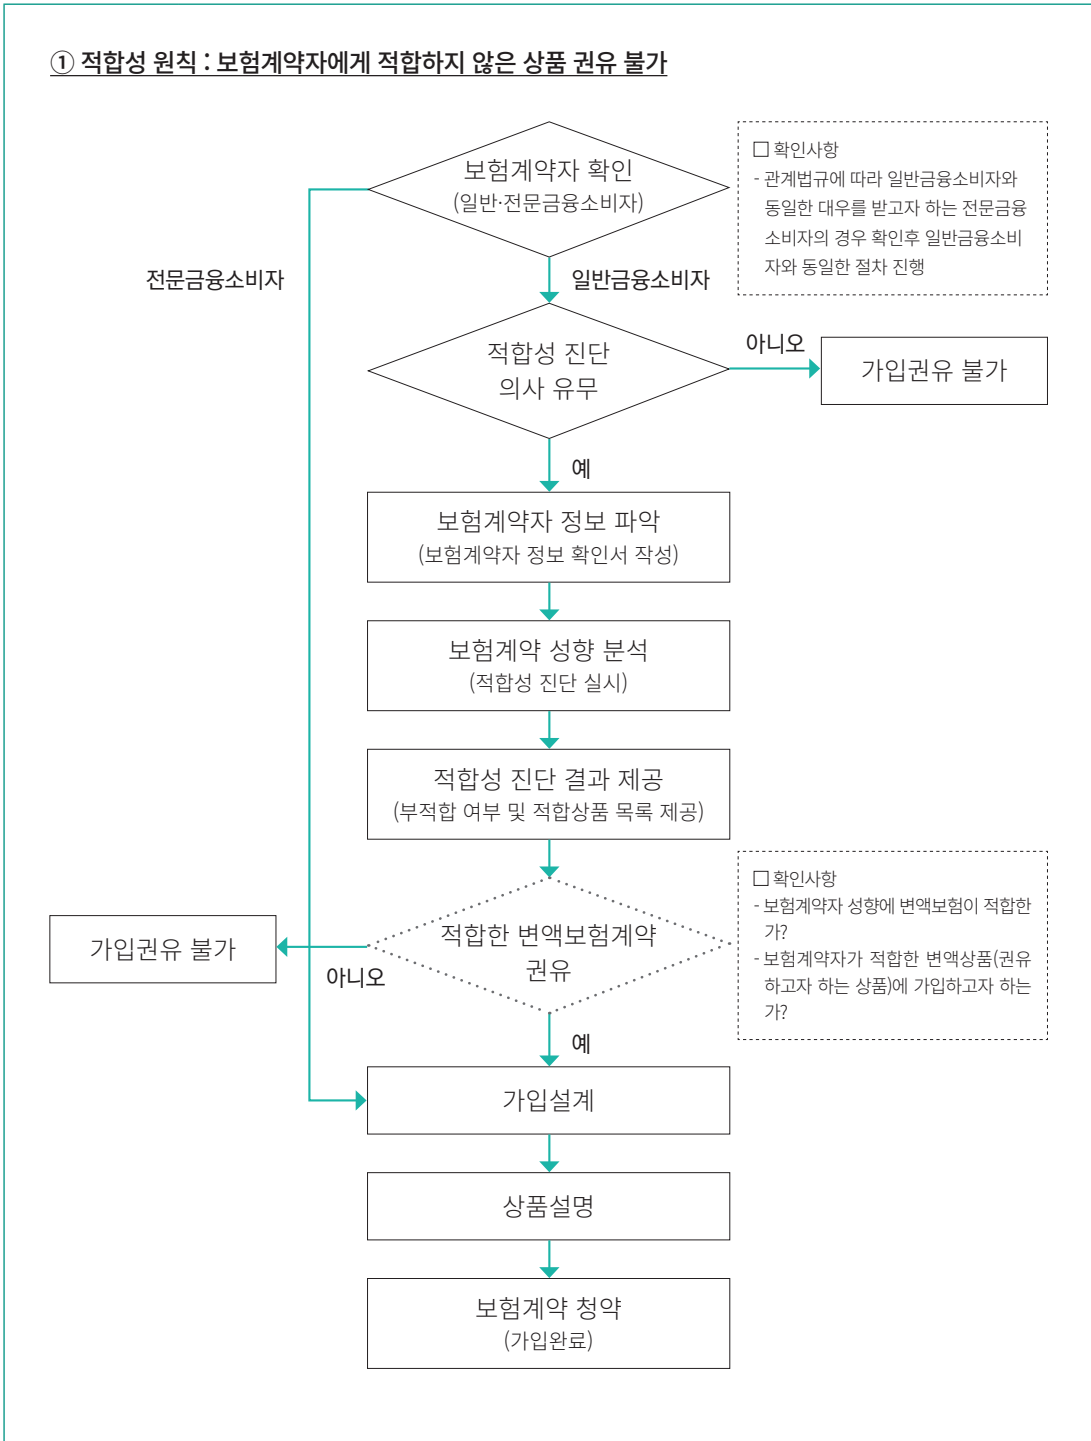 ① 적합성 원칙 : 보험계약자에게 적합하지 않은 상품 권유 불가
보험계약자 확인
(일반·전문금융소비자)
□ 확인사항
- 관계법규에 따라 일반금융소비자와
동일한 대우를 받고자 하는 전문금융
소비자의 경우 확인후 일반금융소비
자와 동일한 절차 진행
전문금융소비자
일반금융소비자
적합성 진단
의사 유무
아니오
가입권유 불가
예
보험계약자 정보 파악
(보험계약자 정보 확인서 작성)
보험계약 성향 분석
(적합성 진단 실시)
적합성 진단 결과 제공
(부적합 여부 및 적합상품 목록 제공)
□ 확인사항
- 보험계약자 성향에 변액보험이 적합한
가?
- 보험계약자가 적합한 변액상품(권유
하고자 하는 상품)에 가입하고자 하는
가?
적합한 변액보험계약
권유
가입권유 불가
아니오
예
가입설계
상품설명
보험계약 청약
(가입완료)